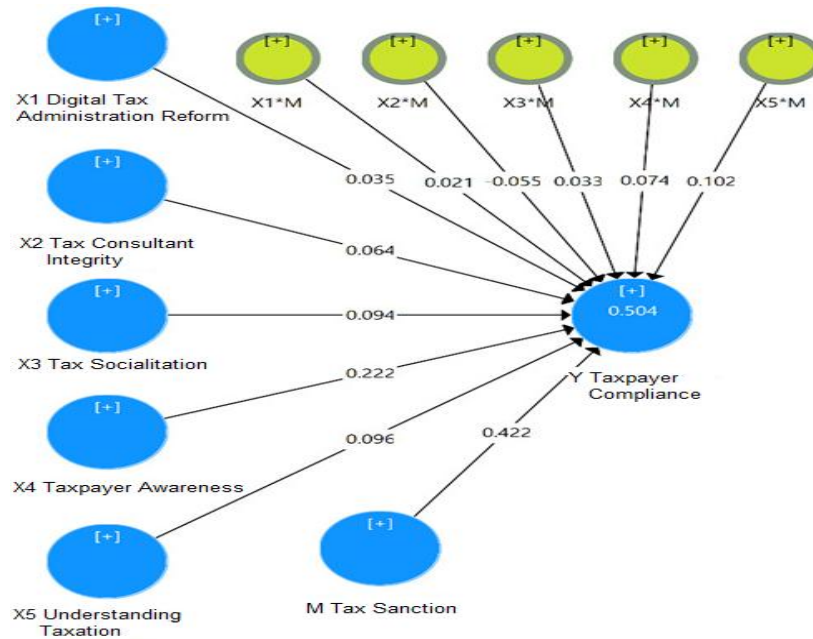 [+]
X1 Digital Tax
Administration Reform
[+]
X1*M
[+]
X2*M
[+]
X3*M
[+]
X4*M
[+]
X5*M
0.035
0.021
-0.055
0.033
0.074
0.102
[+]
X2 Tax Consultant
Integrity
0.064
[+]
X3 Tax Socialitation
0.094
[+]
0.504
Y Taxpayer
Compliance
0.222
[+]
X4 Taxpayer Awareness
0.096
0.422
[+]
X5 Understanding
Taxation
[+]
M Tax Sanction